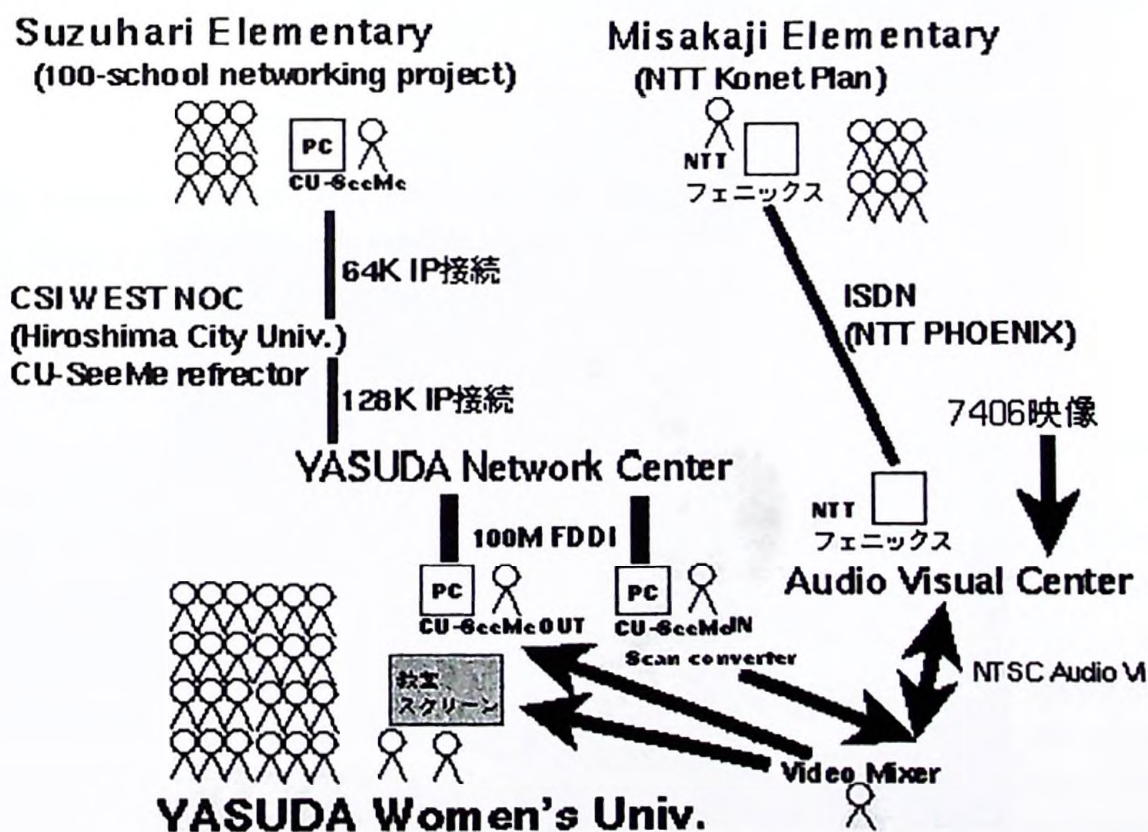 Suzuhari Elementary
(100-school networking project)
PC
CU-SeeMe
Misakaji Elementary
(NTT Konet Plan)
NTT
フェニックス
64K IP接続
CSI WEST NOC
(Hiroshima City Univ.)
CU-SeeMe refrector
128K IP接続
ISDN
(NTT PHOENIX)
7406映像
YASUDA Network Center
100M FDDI
NTT
フェニックス
Audio Visual Center
PC
CU-SeeMe OUT
PC
CU-SeeMe IN
Scan converter
教室
スクリーン
NTSC Audio Vi
Video Mixer
YASUDA Women's Univ.